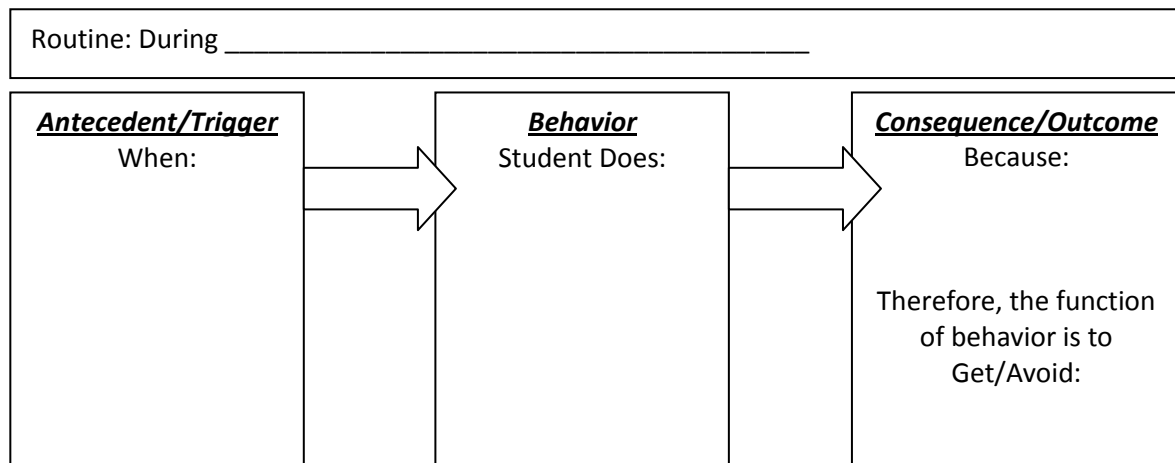 Routine: During ________________________________________
Antecedent/Trigger
When:
Behavior
Student Does:
Consequence/Outcome
Because:
Therefore, the function
of behavior is to
Get/Avoid: